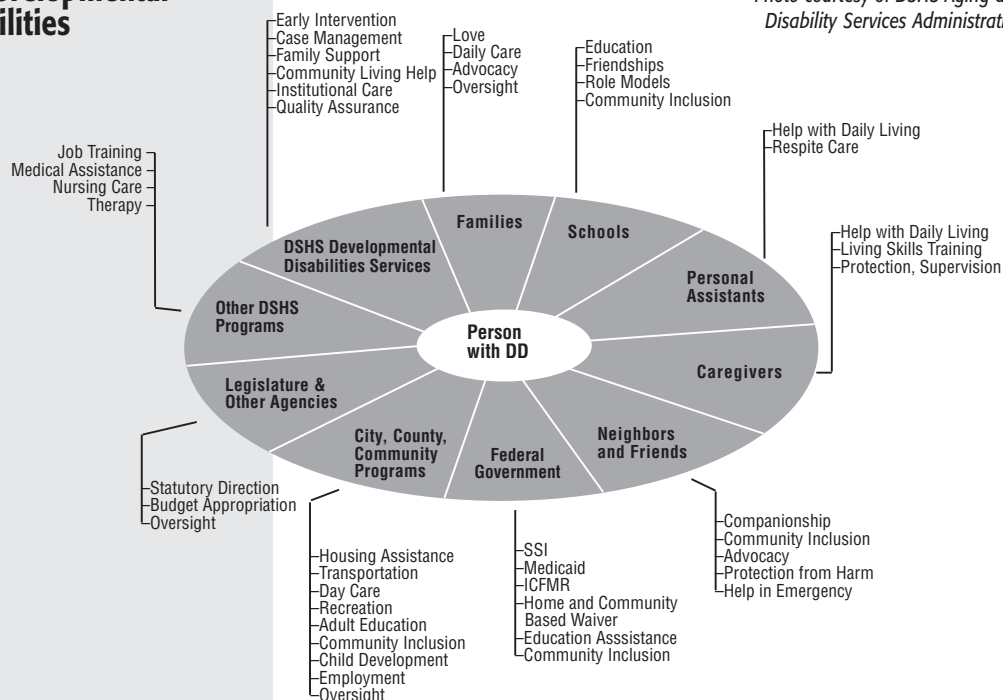 ilities
Disability Services Administrat
Early Intervention
Case Management
Family Support
Community Living Help
Institutional Care
Quality Assurance
Love
Daily Care
Advocacy
Oversight
Education
Friendships
Role Models
Community Inclusion
Help with Daily Living
Respite Care
Job Training
Medical Assistance
Nursing Care
Therapy
Help with Daily Living
Living Skills Training
Protection, Supervision
Families
Schools
DSHS Developmental
Disabilities Services
Personal
Assistants
Other DSHS
Programs
Person
with DD
Caregivers
Legislature &
Other Agencies
City, County,
Community
Programs
Federal
Government
Neighbors
and Friends
Statutory Direction
Budget Appropriation
Oversight
Housing Assistance
Transportation
Day Care
Recreation
Adult Education
Community Inclusion
Child Development
Employment
Oversight
SSI
Medicaid
ICFMR
Home and Community
Based Waiver
Education Asssistance
Community Inclusion
Companionship
Community Inclusion
Advocacy
Protection from Harm
Help in Emergency